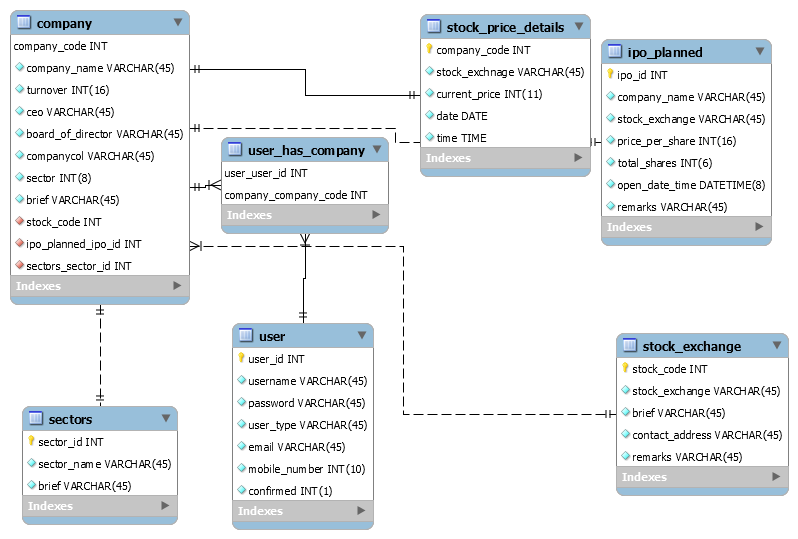 company
company_code INT
company_name VARCHAR(45)
turnover INT(16)
ceo VARCHAR(45)
board_of_director VARCHAR(45)
companycol VARCHAR(45)
sector INT(8)
brief VARCHAR(45)
stock_code INT
ipo_planned_ipo_id INT
sectors_sector_id INT
Indexes
stock_price_details
company_code INT
stock_exchnage VARCHAR(45)
current_price INT(11)
date DATE
time TIME
Indexes
ipo_planned
ipo_id INT
company_name VARCHAR(45)
stock_exchange VARCHAR(45)
price_per_share INT(16)
total_shares INT(6)
open_date_time DATETIME(8)
remarks VARCHAR(45)
Indexes
user_has_company
user_user_id INT
company_company_code INT
Indexes
user
user_id INT
username VARCHAR(45)
password VARCHAR(45)
user_type VARCHAR(45)
email VARCHAR(45)
mobile_number INT(10)
confirmed INT(1)
Indexes
stock_exchange
stock_code INT
stock_exchange VARCHAR(45)
brief VARCHAR(45)
contact_address VARCHAR(45)
remarks VARCHAR(45)
Indexes
sectors
sector_id INT
sector_name VARCHAR(45)
brief VARCHAR(45)
Indexes